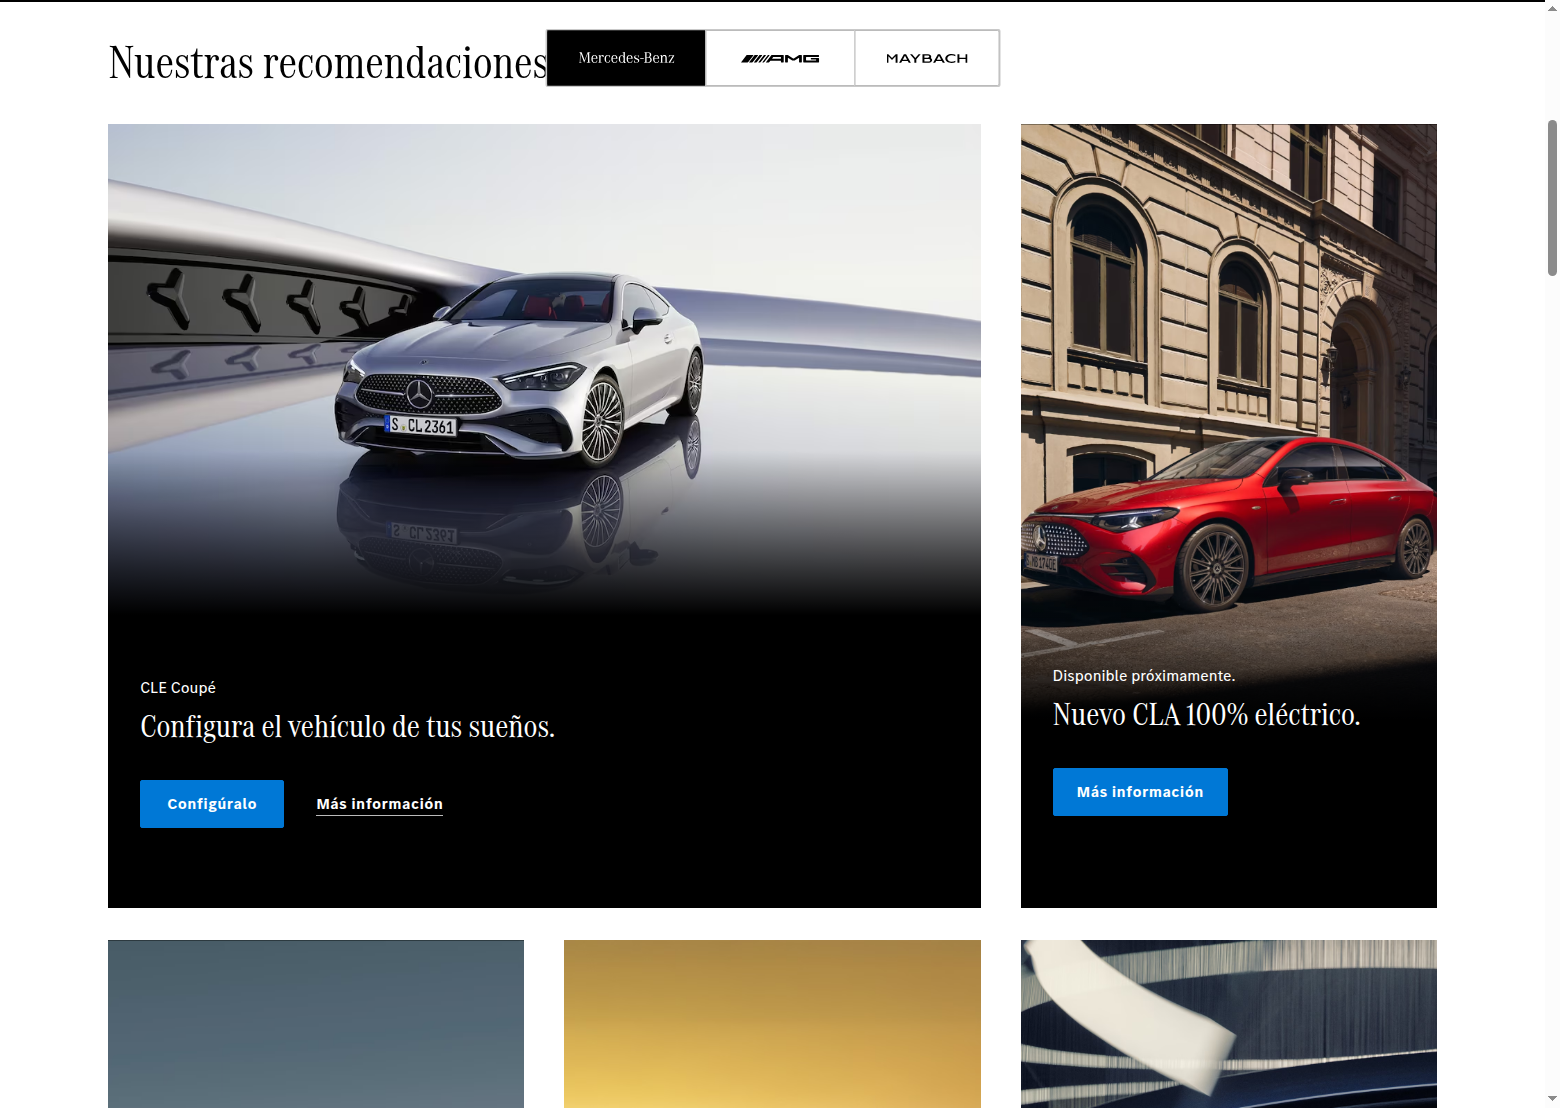 Nuestras recomendaciones
Mercedes-Benz
AMG
MAYBACH
S CL 2361
CLE Coupé
Configura el vehículo de tus sueños.
Configúralo
Más información
Disponible próximamente.
Nuevo CLA 100% eléctrico.
Más información